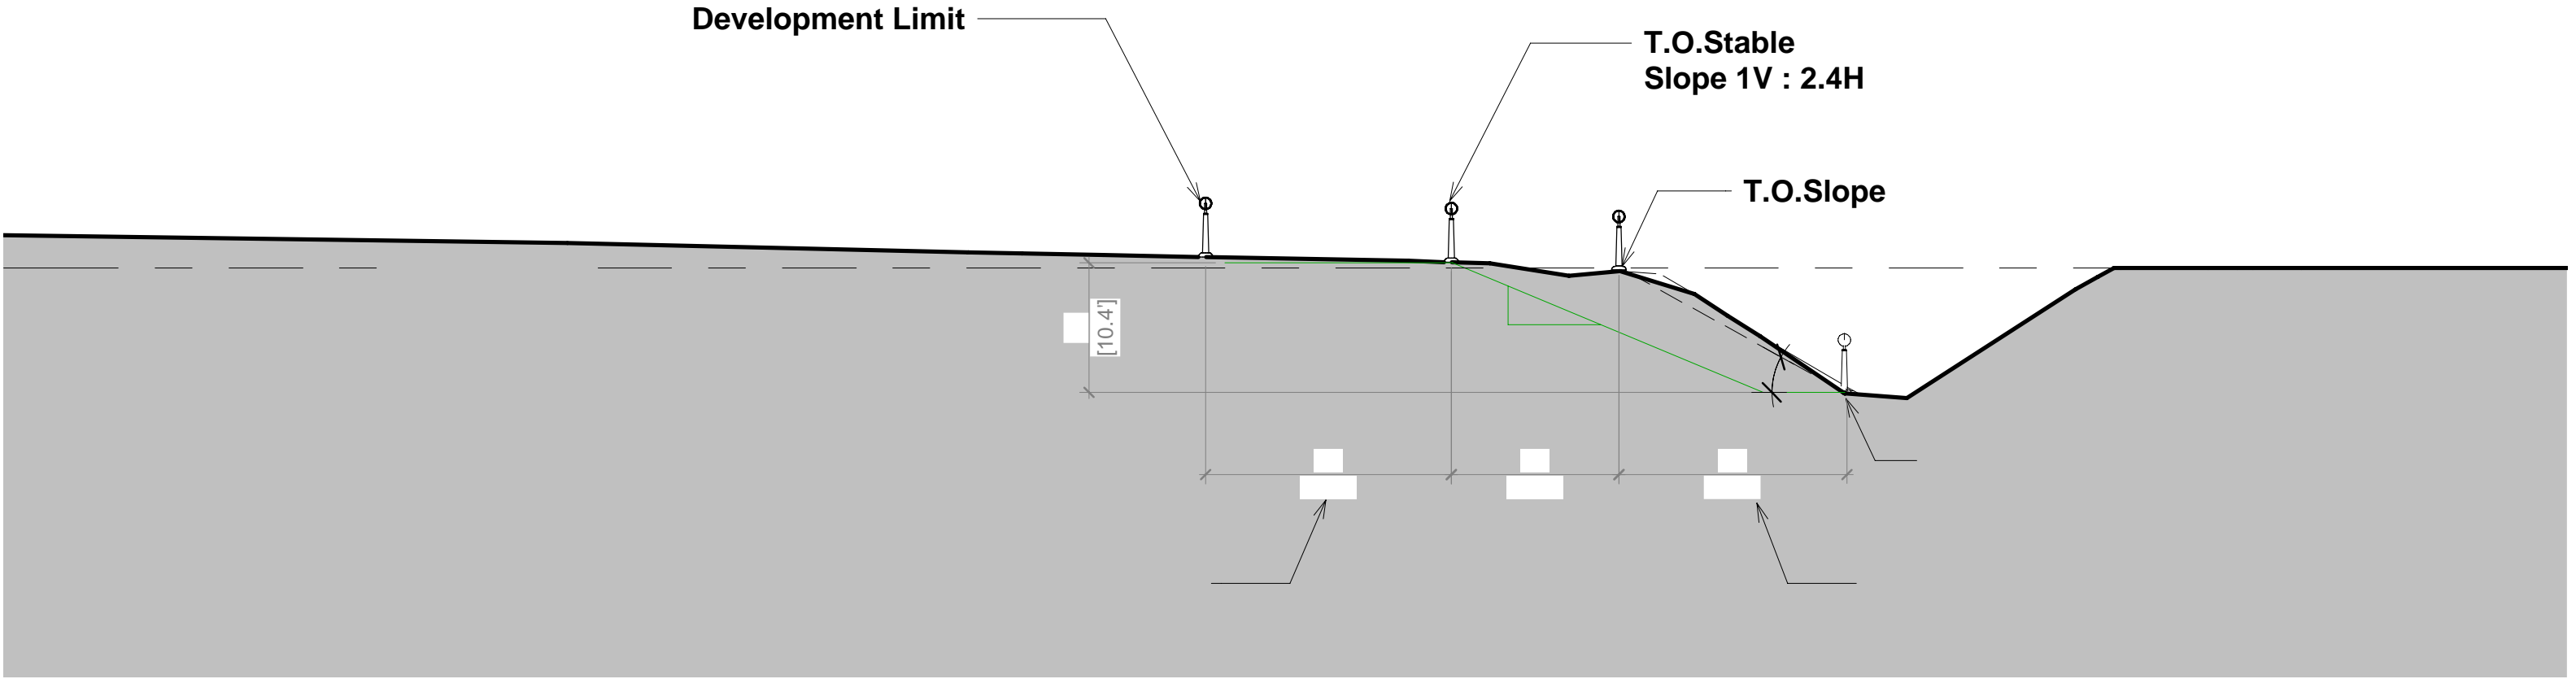 Development Limit
T.O.Stable
Slope 1V : 2.4H
T.O.Slope
[10.4']